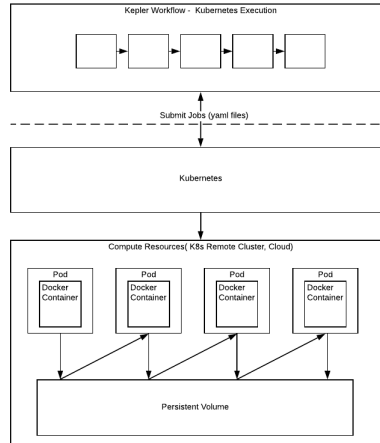 Kepler Workflow - Kubernetes Execution
Submit Jobs (yaml files)
Kubernetes
Compute Resources( K8s Remote Cluster, Cloud)
Pod
Pod
Pod
Pod
Docker
Container
Docker
Container
Docker
Container
Docker
Container
Persistent Volume